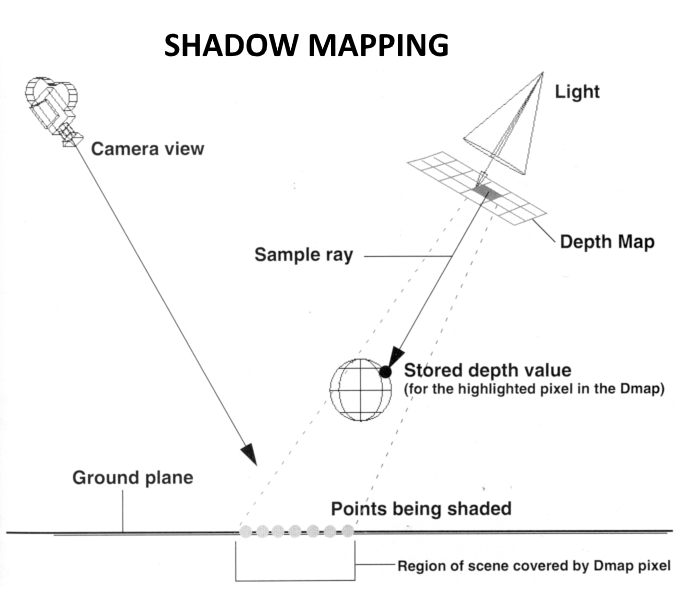 SHADOW MAPPING
Light
Camera view
Depth Map
Sample ray
Stored depth value
(for the highlighted pixel in the Dmap)
Ground plane
Points being shaded
Region of scene covered by Dmap pixel